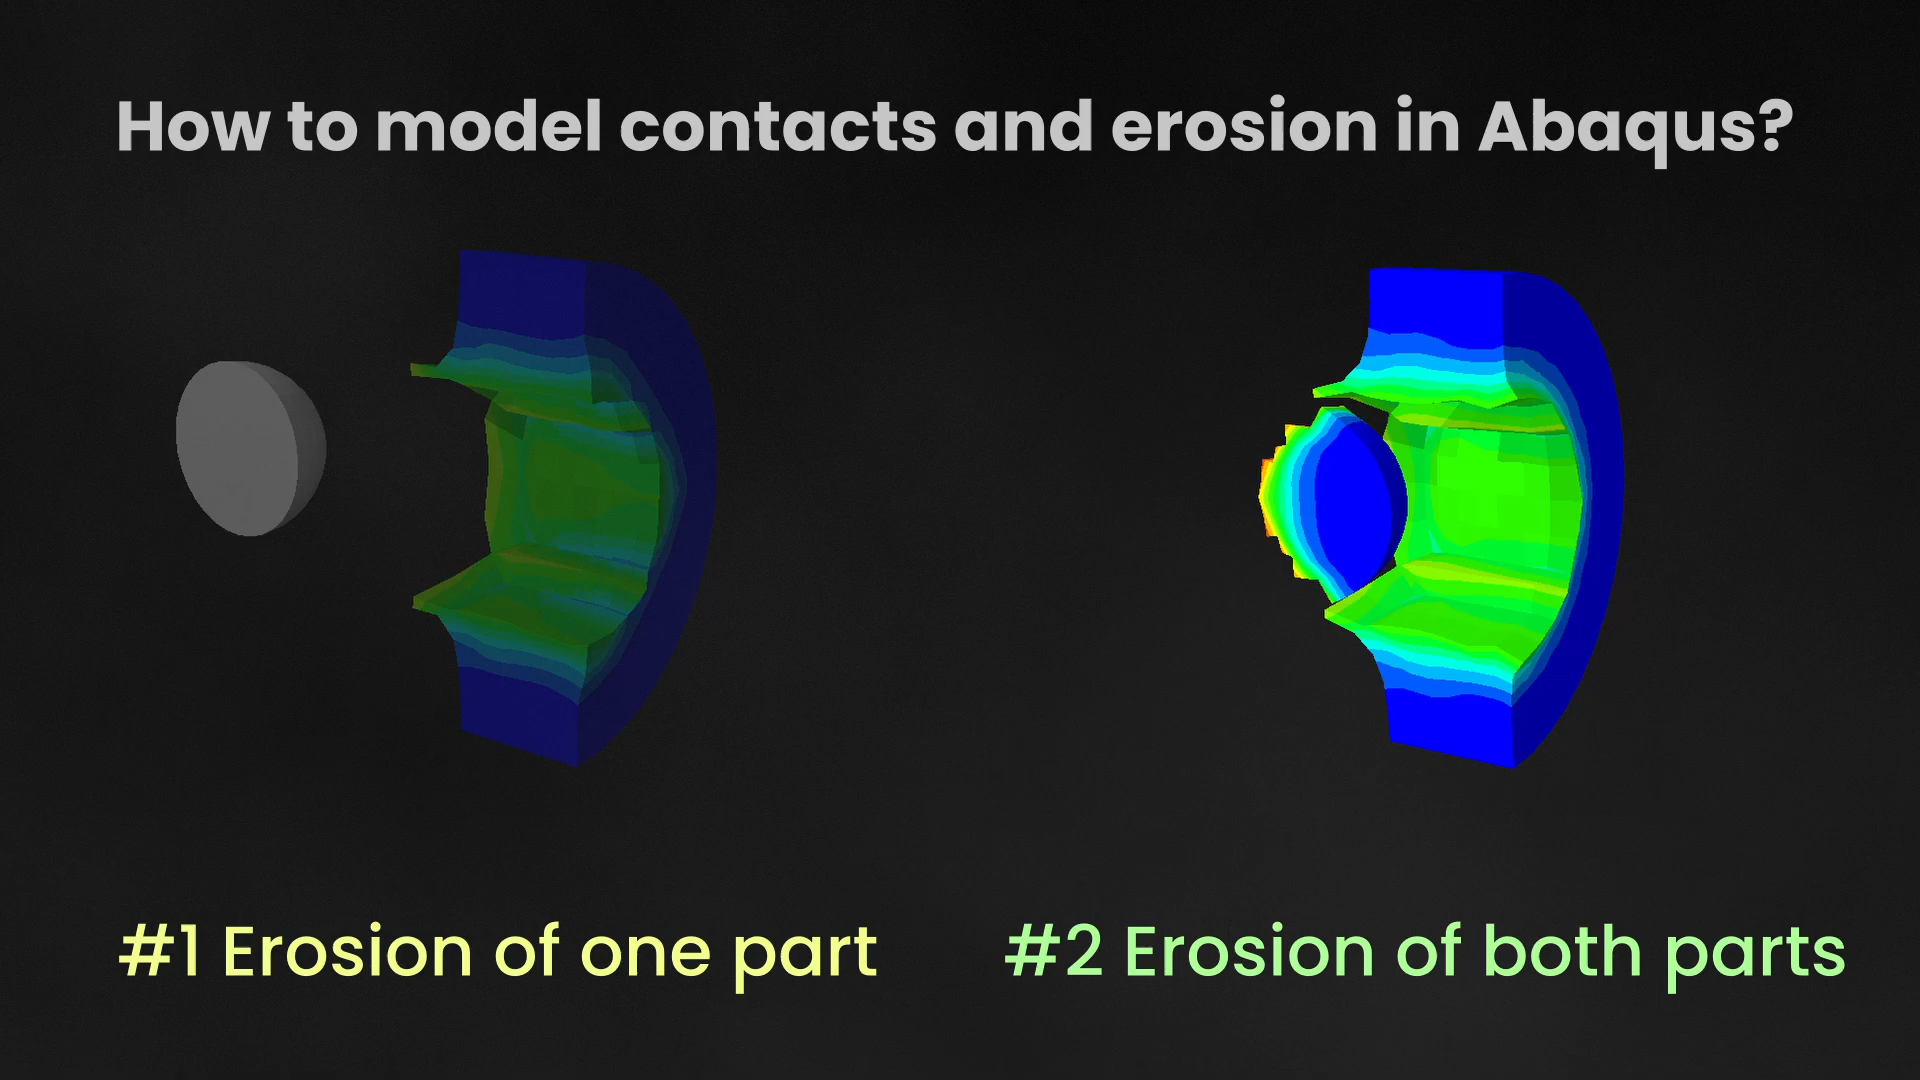 How to model contacts and erosion in Abaqus?
#1 Erosion of one part
#2 Erosion of both parts